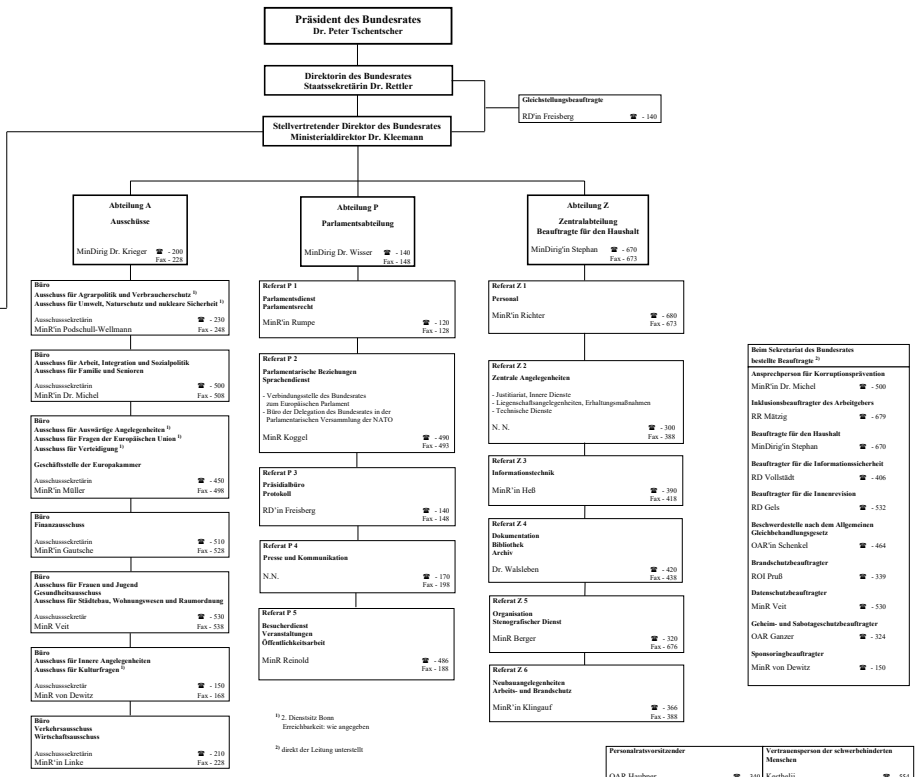 Präsident des Bundesrates
Dr. Peter Tschentscher
Direktorin des Bundesrates
Staatssekretärin Dr. Rettler
Gleichstellungsbeauftragte
RD'in Freisberg ☎ - 140
Stellvertretender Direktor des Bundesrates
Ministerialdirektor Dr. Kleemann
Abteilung A
Ausschüsse
MinDirig Dr. Krieger ☎ - 200
Fax - 228
Büro
Ausschuss für Agrarpolitik und Verbraucherschutz 1)
Ausschuss für Umwelt, Naturschutz und nukleare Sicherheit 1)
Ausschusssekretärin ☎ - 230
MinR'in Podschull-Wellmann Fax - 248
Büro
Ausschuss für Arbeit, Integration und Sozialpolitik
Ausschuss für Familie und Senioren
Ausschusssekretärin ☎ - 500
MinR'in Dr. Michel Fax - 508
Büro
Ausschuss für Auswärtige Angelegenheiten 1)
Ausschuss für Fragen der Europäischen Union 1)
Ausschuss für Verteidigung 1)
Geschäftsstelle der Europakammer
Ausschusssekretärin ☎ - 450
MinR'in Müller Fax - 498
Büro
Finanzausschuss
Ausschusssekretärin ☎ - 510
MinR'in Gautsche Fax - 528
Büro
Ausschuss für Frauen und Jugend
Gesundheitsausschuss
Ausschuss für Städtebau, Wohnungswesen und Raumordnung
Ausschusssekretär ☎ - 530
MinR Veit Fax - 538
Büro
Ausschuss für Innere Angelegenheiten
Ausschuss für Kulturfragen 1)
Ausschusssekretär ☎ - 150
MinR von Dewitz Fax - 168
Büro
Verkehrsausschuss
Wirtschaftsausschuss
Ausschusssekretärin ☎ - 210
MinR'in Linke Fax - 228
Abteilung P
Parlamentsabteilung
MinDirig Dr. Wisser ☎ - 140
Fax - 148
Referat P 1
Parlamentsdienst
Parlamentsrecht
MinR'in Rumpe ☎ - 120
Fax - 128
Referat P 2
Parlamentarische Beziehungen
Sprachendienst
- Verbindungsstelle des Bundesrates
zum Europäischen Parlament
- Büro der Delegation des Bundesrates in der
Parlamentarischen Versammlung der NATO
MinR Koggel ☎ - 490
Fax - 493
Referat P 3
Präsidialbüro
Protokoll
RD'in Freisberg ☎ - 140
Fax - 148
Referat P 4
Presse und Kommunikation
N.N. ☎ - 170
Fax - 198
Referat P 5
Besucherdienst
Veranstaltungen
Öffentlichkeitsarbeit
MinR Reinold ☎ - 486
Fax - 188
1) 2. Dienstsitz Bonn
Erreichbarkeit: wie angegeben
2) direkt der Leitung unterstellt
Abteilung Z
Zentralabteilung
Beauftragte für den Haushalt
MinDirig'in Stephan ☎ - 670
Fax - 673
Referat Z 1
Personal
MinR'in Richter ☎ - 680
Fax - 673
Referat Z 2
Zentrale Angelegenheiten
- Justitiariat, Innere Dienste
- Liegenschaftsangelegenheiten, Erhaltungsmaßnahmen
- Technische Dienste
N. N. ☎ - 300
Fax - 388
Referat Z 3
Informationstechnik
MinR'in Heß ☎ - 390
Fax - 418
Referat Z 4
Dokumentation
Bibliothek
Archiv
Dr. Walsleben ☎ - 420
Fax - 438
Referat Z 5
Organisation
Stenografischer Dienst
MinR Berger ☎ - 320
Fax - 676
Referat Z 6
Neubauangelegenheiten
Arbeits- und Brandschutz
MinR'in Klingauf ☎ - 366
Fax - 388
Beim Sekretariat des Bundesrates
bestellte Beauftragte 2)
Ansprechperson für Korruptionsprävention
MinR'in Dr. Michel ☎ - 500
Inklusionsbeauftragter des Arbeitgebers
RR Mätzig ☎ - 679
Beauftragte für den Haushalt
MinDirig'in Stephan ☎ - 670
Beauftragter für die Informationssicherheit
RD Vollstädt ☎ - 406
Beauftragter für die Innenrevision
RD Gels ☎ - 532
Beschwerdestelle nach dem Allgemeinen
Gleichbehandlungsgesetz
OAR'in Schenkel ☎ - 464
Brandschutzbeauftragter
ROI Pruß ☎ - 339
Datenschutzbeauftragter
MinR Veit ☎ - 530
Geheim- und Sabotageschutzbeauftragter
OAR Ganzer ☎ - 324
Sponsoringbeauftragter
MinR von Dewitz ☎ - 150
Personalratsvorsitzender
Vertrauensperson der schwerbehinderten
Menschen
OAR